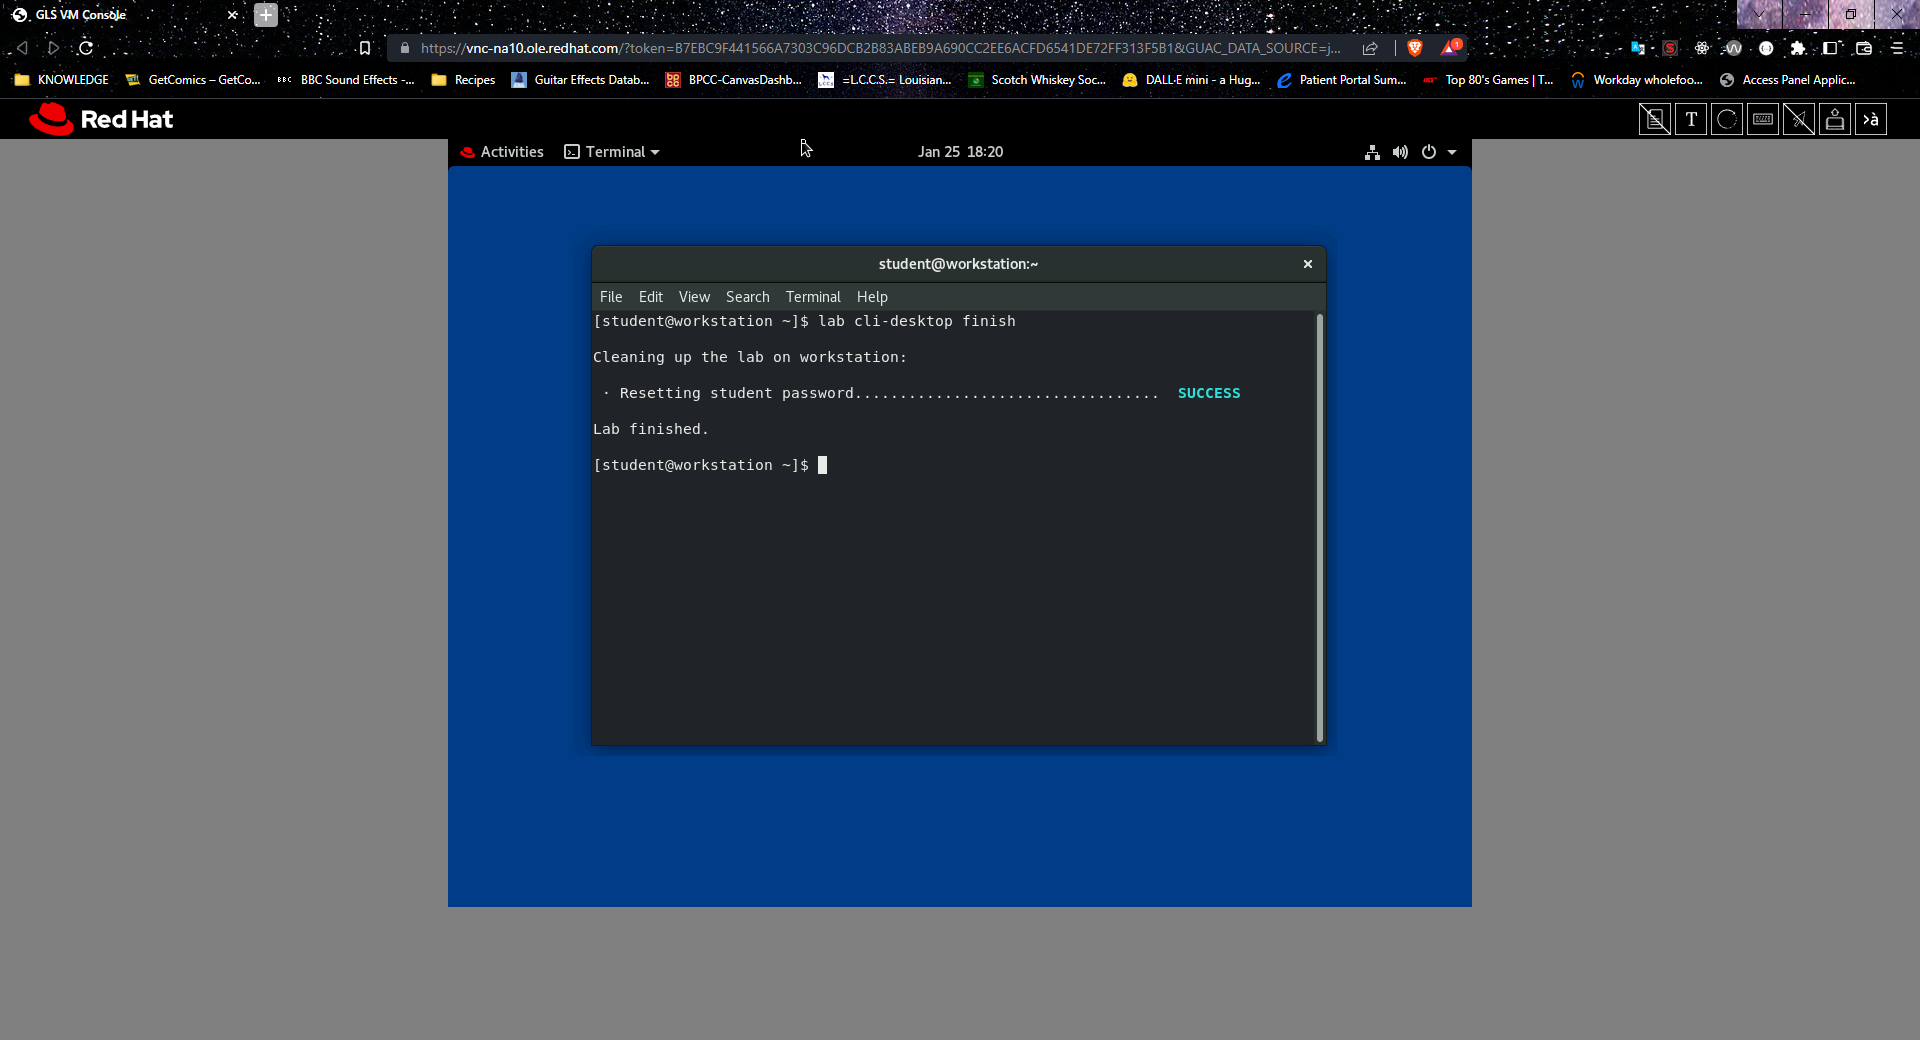 GLS VM Console
https://vnc-na10.ole.redhat.com/?token=B7EBC9F441566A7303C96DCB2B83ABEB9A690CC2EE6ACFD6541DE72FF313F5B1&GUAC_DATA_SOURCE=j...
1
KNOWLEDGE GetComics – GetCo... BBC BBC Sound Effects -... Recipes Guitar Effects Datab... BPCC-CanvasDashb... =L.C.C.S.= Louisian... Scotch Whiskey Soc... DALL·E mini - a Hug... Patient Portal Sum... Top 80's Games | T... Workday wholefoo... Access Panel Applic...
Red Hat T ›à
Activities Terminal Jan 25 18:20
student@workstation:~
File Edit View Search Terminal Help
[student@workstation ~]$ lab cli-desktop finish
Cleaning up the lab on workstation:
· Resetting student password.................................. SUCCESS
Lab finished.
[student@workstation ~]$